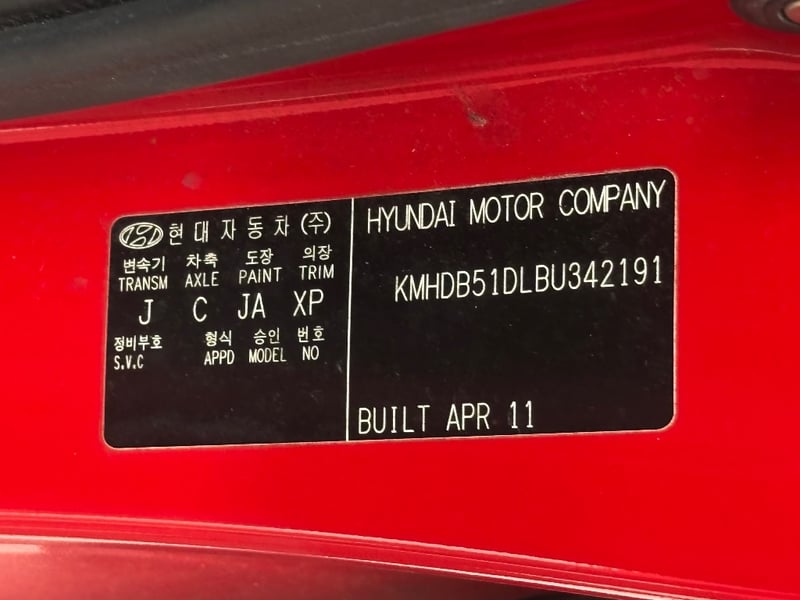 현대자동차(주)
변속기 차축 도장 의장
TRANSM AXLE PAINT TRIM
J C JA XP
정비부호 형식 승인 번호
S.V.C APPD MODEL NO
HYUNDAI MOTOR COMPANY
KMHDB51DLBU342191
BUILT APR 11